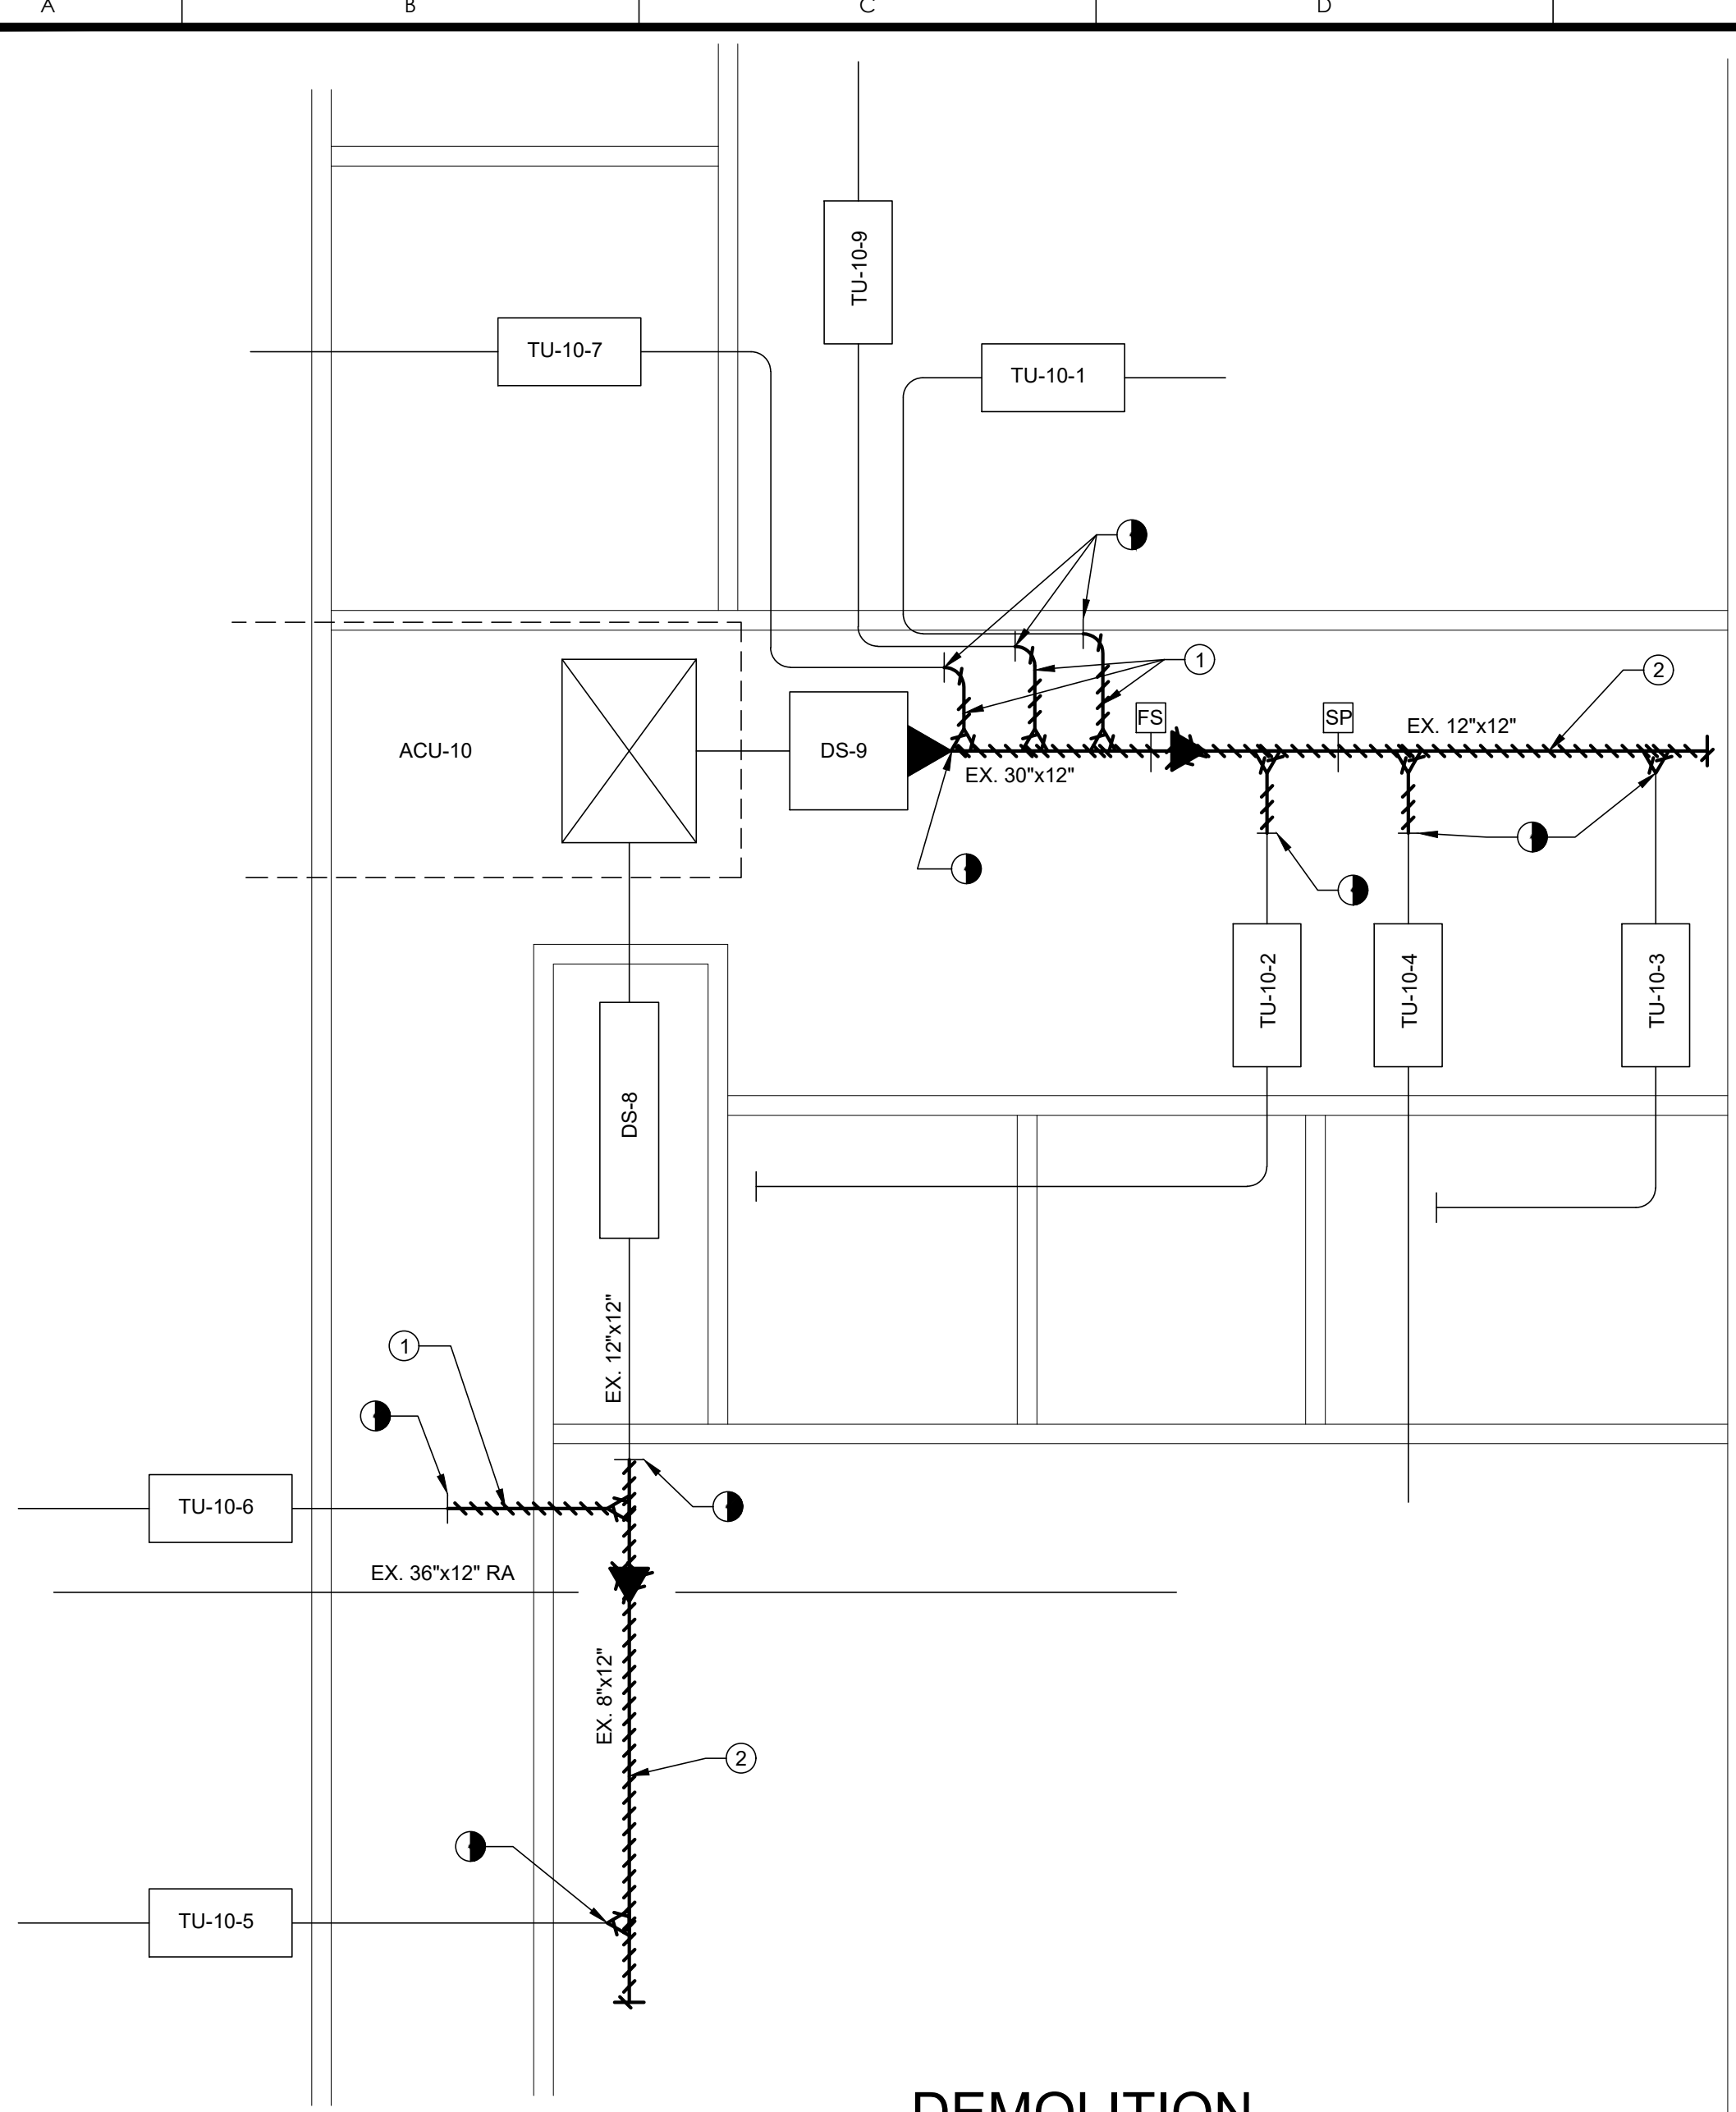 A B C D
TU-10-9
TU-10-7
TU-10-1
1
2
FS
SP
EX. 12"x12"
ACU-10
DS-9
EX. 30"x12"
TU-10-2
TU-10-4
TU-10-3
DS-8
EX. 12"x12"
1
TU-10-6
EX. 36"x12" RA
EX. 8"x12"
2
TU-10-5
DEMOLITION